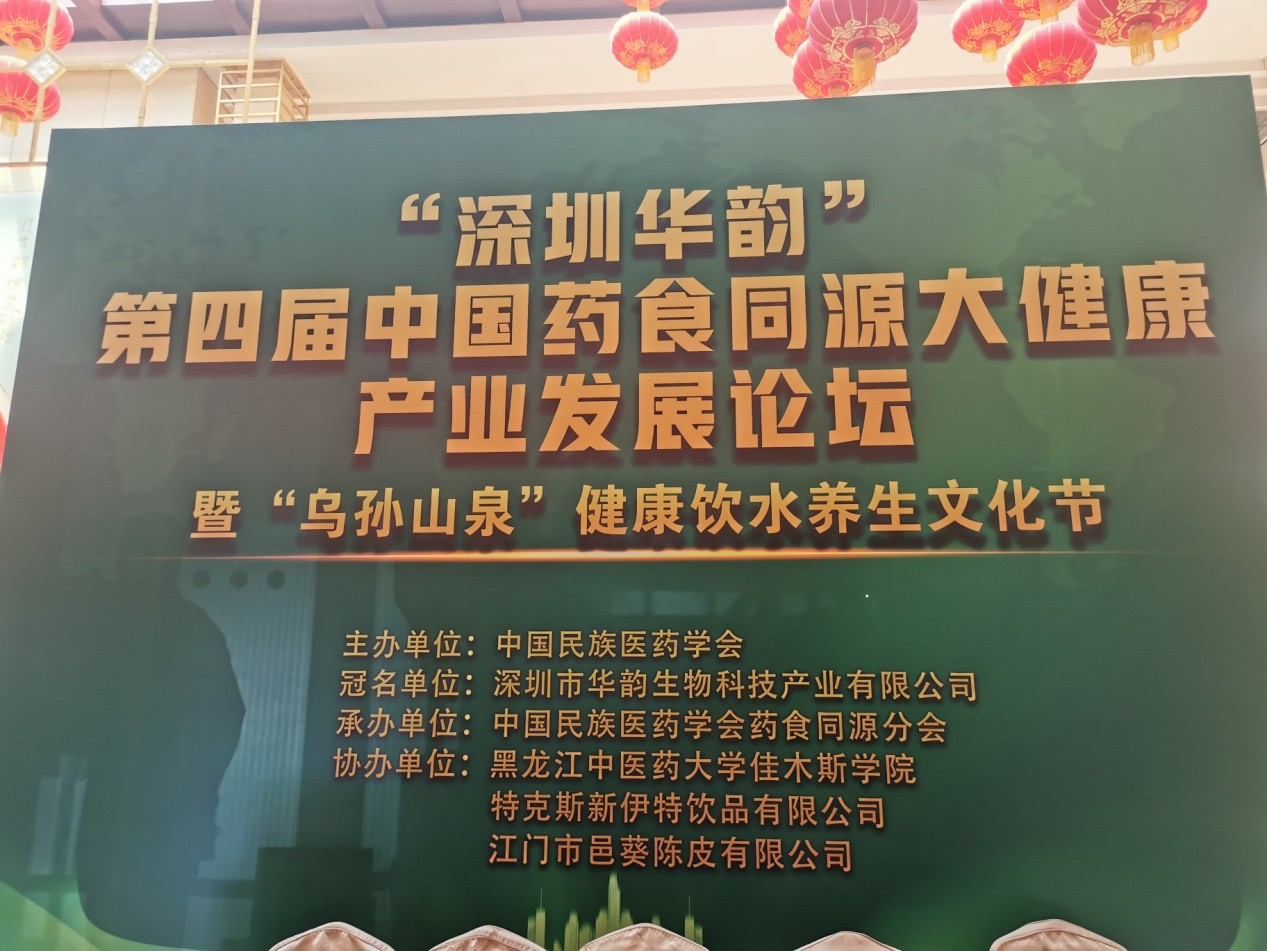 “深圳华韵”
第四届中国药食同源大健康
产业发展论坛
暨“乌孙山泉”健康饮水养生文化节
主办单位：中国民族医药学会
冠名单位：深圳市华韵生物科技产业有限公司
承办单位：中国民族医药学会药食同源分会
协办单位：黑龙江中医药大学佳木斯学院
特克斯新伊特饮品有限公司
江门市邑葵陈皮有限公司